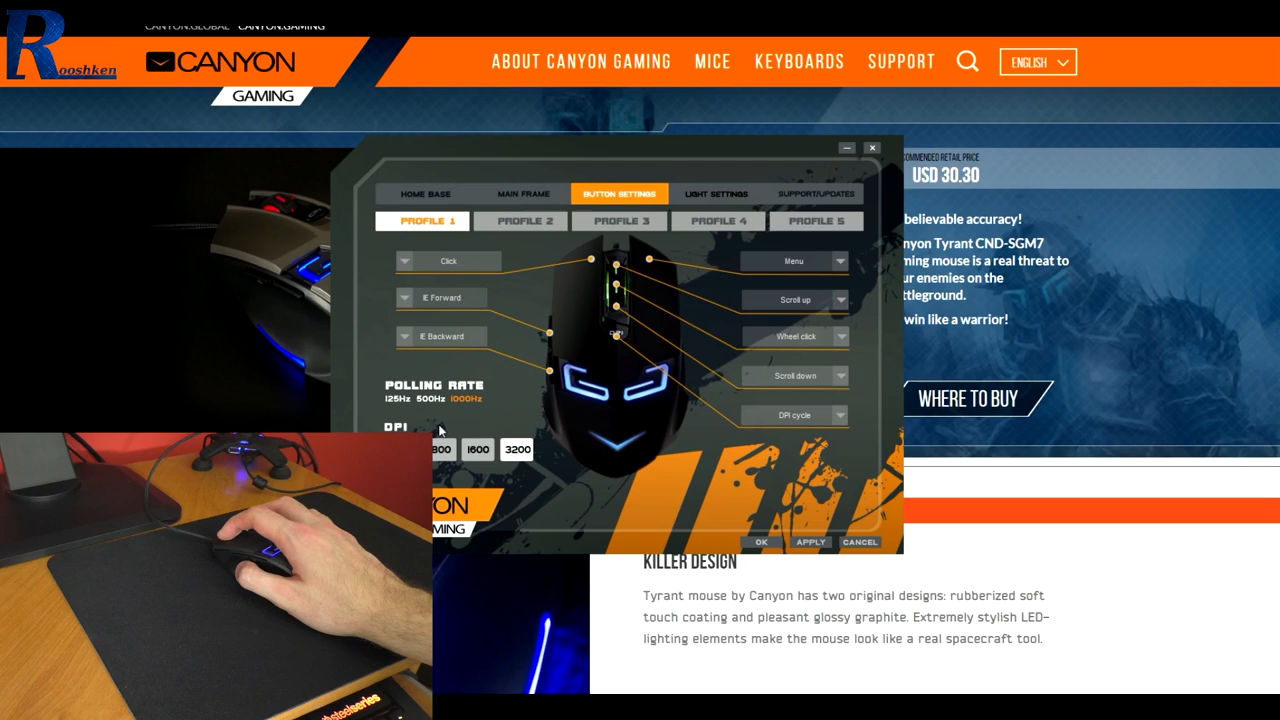 Rooshken
CANYON.GLOBAL CANYON.GAMING
CANYON
GAMING
ABOUT CANYON GAMING MICE KEYBOARDS SUPPORT
ENGLISH
COMMENDED RETAIL PRICE
USD 30.30
believable accuracy!
nyon Tyrant CND-SGM7
ming mouse is a real threat to
ur enemies on the
ttleground.
win like a warrior!
WHERE TO BUY
HOME BASE MAIN FRAME BUTTON SETTINGS LIGHT SETTINGS SUPPORT/UPDATES
PROFILE 1 PROFILE 2 PROFILE 3 PROFILE 4 PROFILE 5
Click
IE Forward
IE Backward
Menu
Scroll up
Wheel click
Scroll down
DPI cycle
POLLING RATE
125Hz 500Hz 1000Hz
DPI
800 1600 3200
YON
MING
OK APPLY CANCEL
KILLER DESIGN
Tyrant mouse by Canyon has two original designs: rubberized soft
touch coating and pleasant glossy graphite. Extremely stylish LED-
lighting elements make the mouse look like a real spacecraft tool.
steelseries